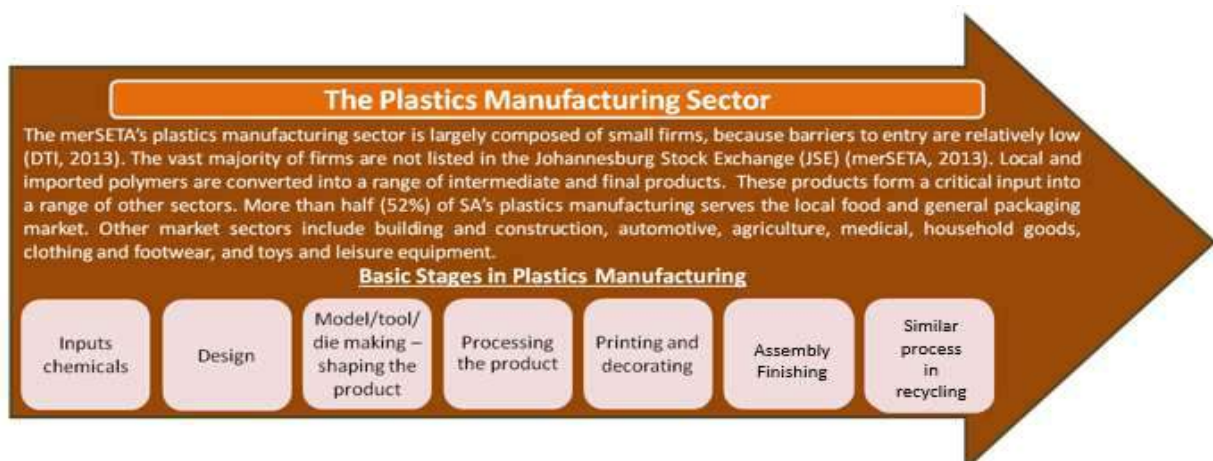 The Plastics Manufacturing Sector
The merSETA's plastics manufacturing sector is largely composed of small firms, because barriers to entry are relatively low
(DTI, 2013). The vast majority of firms are not listed in the Johannesburg Stock Exchange (JSE) (merSETA, 2013). Local and
imported polymers are converted into a range of intermediate and final products. These products form a critical input into
a range of other sectors. More than half (52%) of SA's plastics manufacturing serves the local food and general packaging
market. Other market sectors include building and construction, automotive, agriculture, medical, household goods,
clothing and footwear, and toys and leisure equipment.
Basic Stages in Plastics Manufacturing
Inputs
chemicals
Design
Model/tool/
die making –
shaping the
product
Processing
the product
Printing and
decorating
Assembly
Finishing
Similar
process
in
recycling